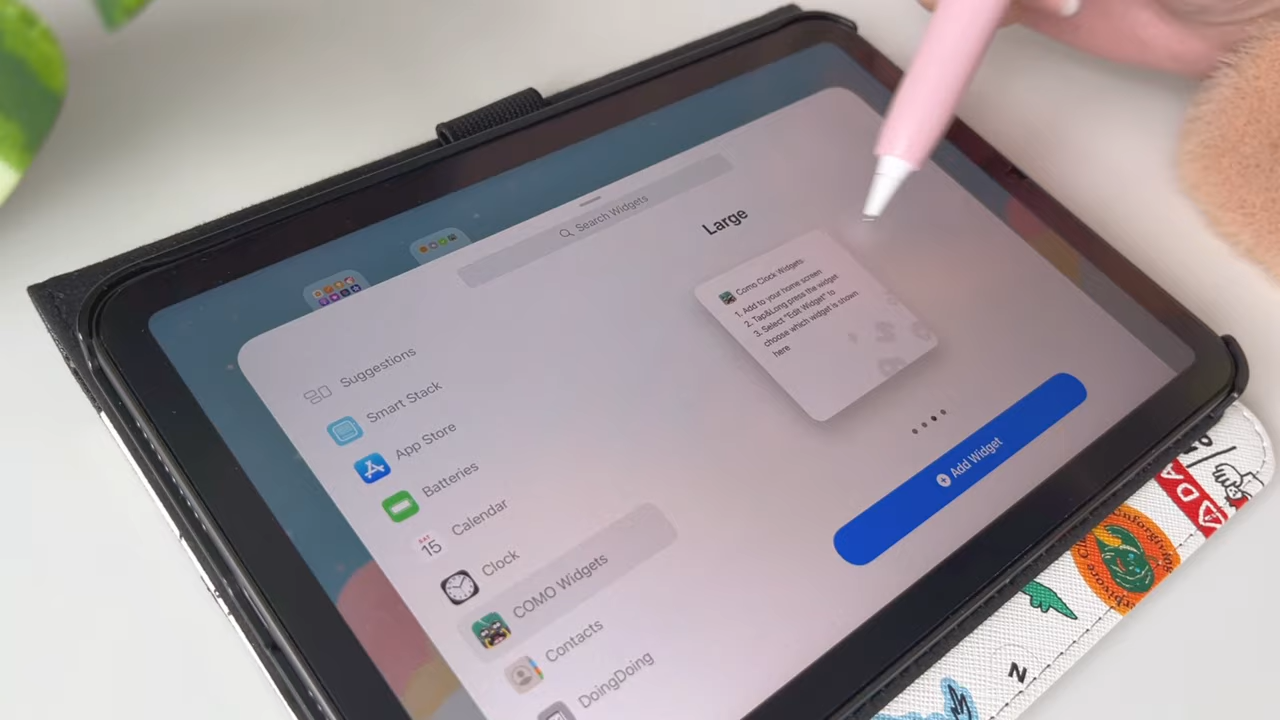 Search Widgets
Large
Como Clock Widgets:
1. Add to your home screen
2. Tap&Long press the widget
3. Select "Edit Widget" to
choose which widget is shown
here
Add Widget
Suggestions
Smart Stack
App Store
Batteries
Calendar
SAT
15
Clock
COMO Widgets
Contacts
DoingDoing
Z